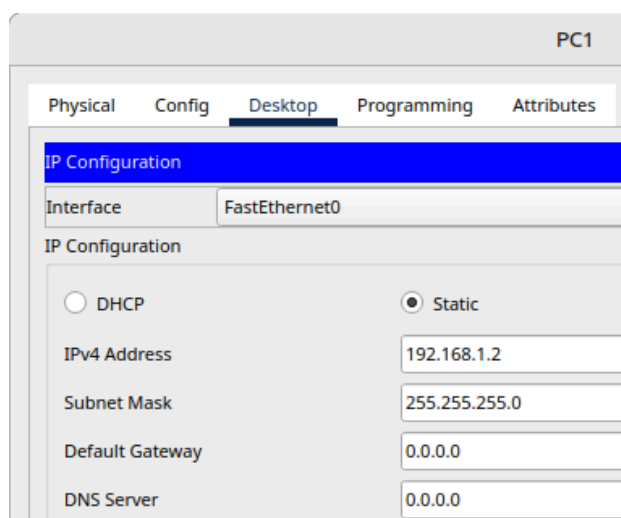 PC1
Physical Config Desktop Programming Attributes
IP Configuration
Interface FastEthernet0
IP Configuration
DHCP Static
IPv4 Address 192.168.1.2
Subnet Mask 255.255.255.0
Default Gateway 0.0.0.0
DNS Server 0.0.0.0